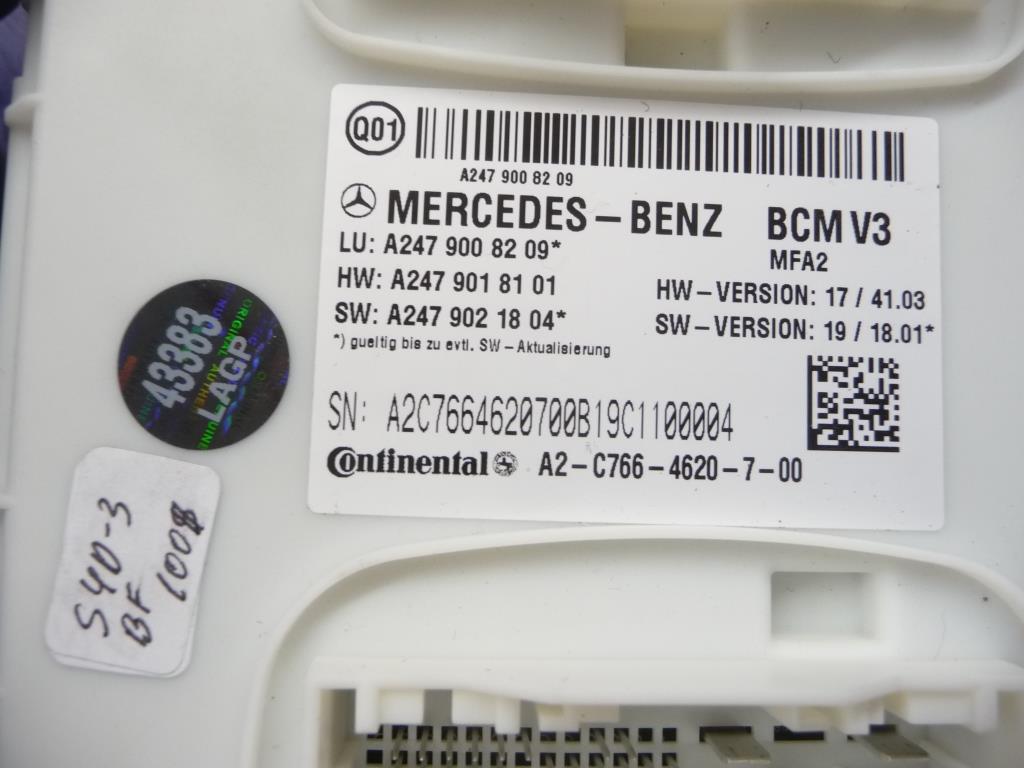 Q01
A247 900 82 09
MERCEDES – BENZ BCM V3
MFA2
LU: A247 900 82 09*
HW: A247 901 81 01
HW – VERSION: 17 / 41.03
SW: A247 902 18 04*
SW – VERSION: 19 / 18.01*
*) gueltig bis zu evtl. SW – Aktualisierung
SN: A2C7664620700B19C1100004
Continental A2 – C766 – 4620 – 7 – 00
43383
LAGP
ORIGINAL
S40-3
BF 100$